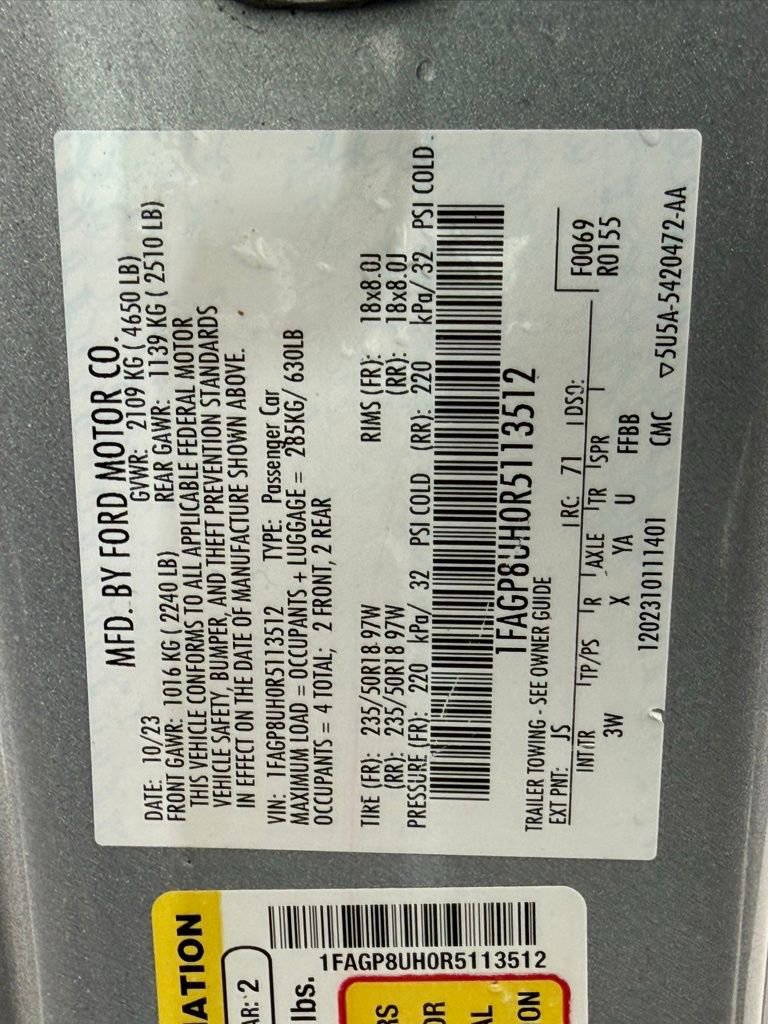 MFD. BY FORD MOTOR CO.
DATE: 10/23 GVWR: 2109 KG ( 4650 LB)
FRONT GAWR: 1016 KG ( 2240 LB) REAR GAWR: 1139 KG ( 2510 LB)
THIS VEHICLE CONFORMS TO ALL APPLICABLE FEDERAL MOTOR
VEHICLE SAFETY, BUMPER, AND THEFT PREVENTION STANDARDS
IN EFFECT ON THE DATE OF MANUFACTURE SHOWN ABOVE.
VIN: 1FAGP8UH0R5113512 TYPE: Passenger Car
MAXIMUM LOAD = OCCUPANTS + LUGGAGE = 285KG/ 630LB
OCCUPANTS = 4 TOTAL; 2 FRONT, 2 REAR
TIRE (FR): 235/50R18 97W RIMS (FR): 18x8.0J
(RR): 235/50R18 97W (RR): 18x8.0J
PRESSURE (FR): 220 kPa/ 32 PSI COLD (RR): 220 kPa/ 32 PSI COLD
1FAGP8UH0R5113512
TRAILER TOWING - SEE OWNER GUIDE
EXT PNT: JS RC: 71 DSO: F0069
R0155
INT TR TP/PS R AXLE TR SPR
3W X YA U FFBB
1202310111401 CMC ▽5U5A-5420472-AA
1FAGP8UH0R5113512
lbs.